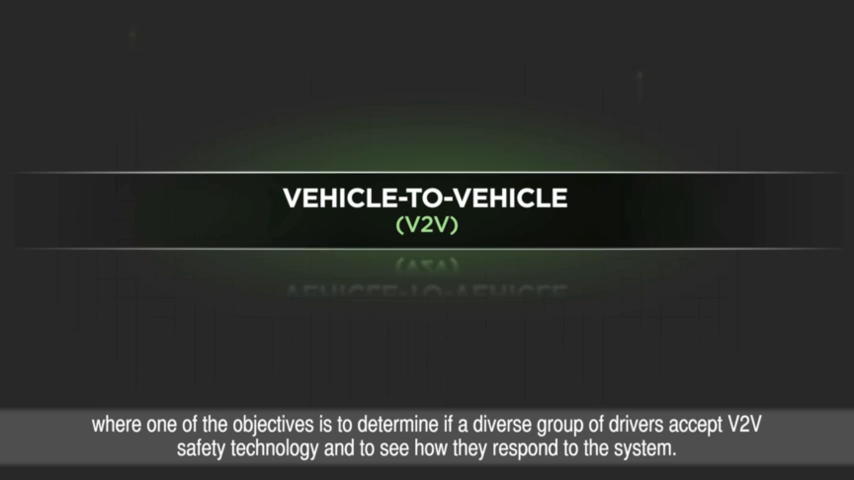 VEHICLE-TO-VEHICLE
(V2V)
where one of the objectives is to determine if a diverse group of drivers accept V2V
safety technology and to see how they respond to the system.